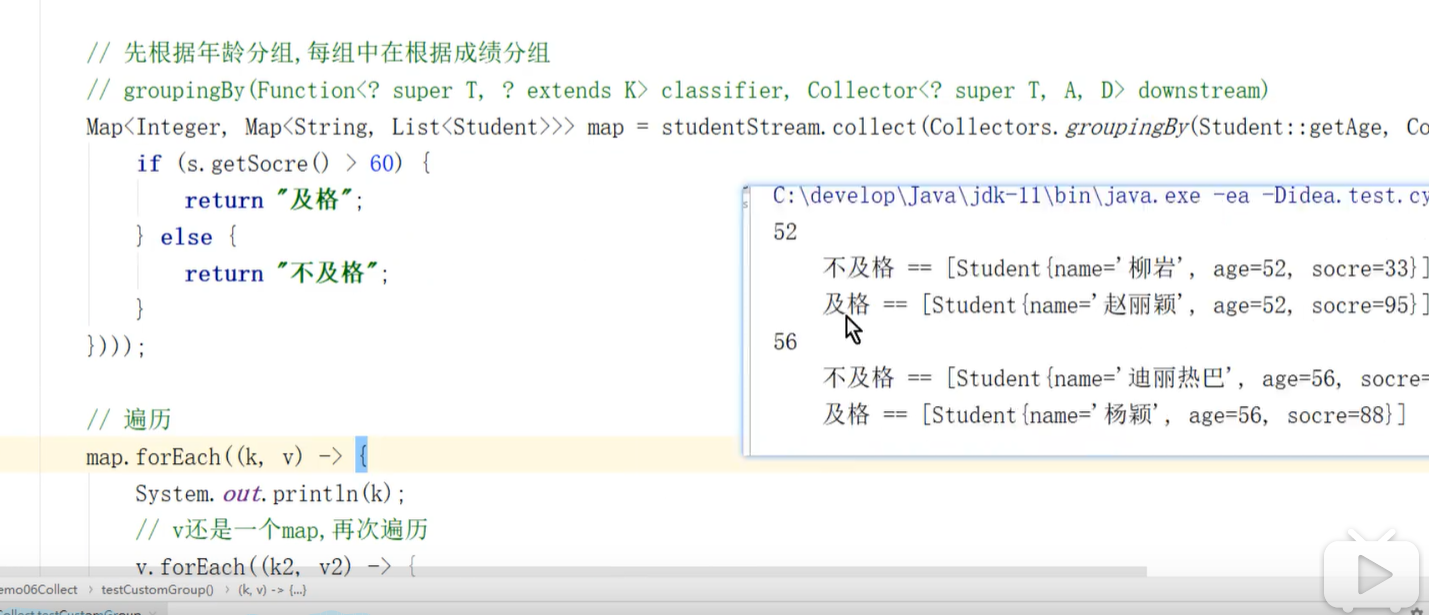 // 先根据年龄分组,每组中在根据成绩分组
// groupingBy(Function<? super T, ? extends K> classifier, Collector<? super T, A, D> downstream)
Map<Integer, Map<String, List<Student>>> map = studentStream.collect(Collectors.groupingBy(Student::getAge, Co
if (s.getSocre() > 60) {
return "及格";
} else {
return "不及格";
}
})));
C:\develop\Java\jdk-11\bin\java.exe -ea -Didea.test.cy
52
不及格 == [Student{name='柳岩', age=52, socre=33}]
及格 == [Student{name='赵丽颖', age=52, socre=95}]
56
不及格 == [Student{name='迪丽热巴', age=56, socre=
及格 == [Student{name='杨颖', age=56, socre=88}]
// 遍历
map.forEach((k, v) -> {
System.out.println(k);
// v还是一个map,再次遍历
v.forEach((k2, v2) -> {
emo06Collect > testCustomGroup() > (k, v) -> {...}